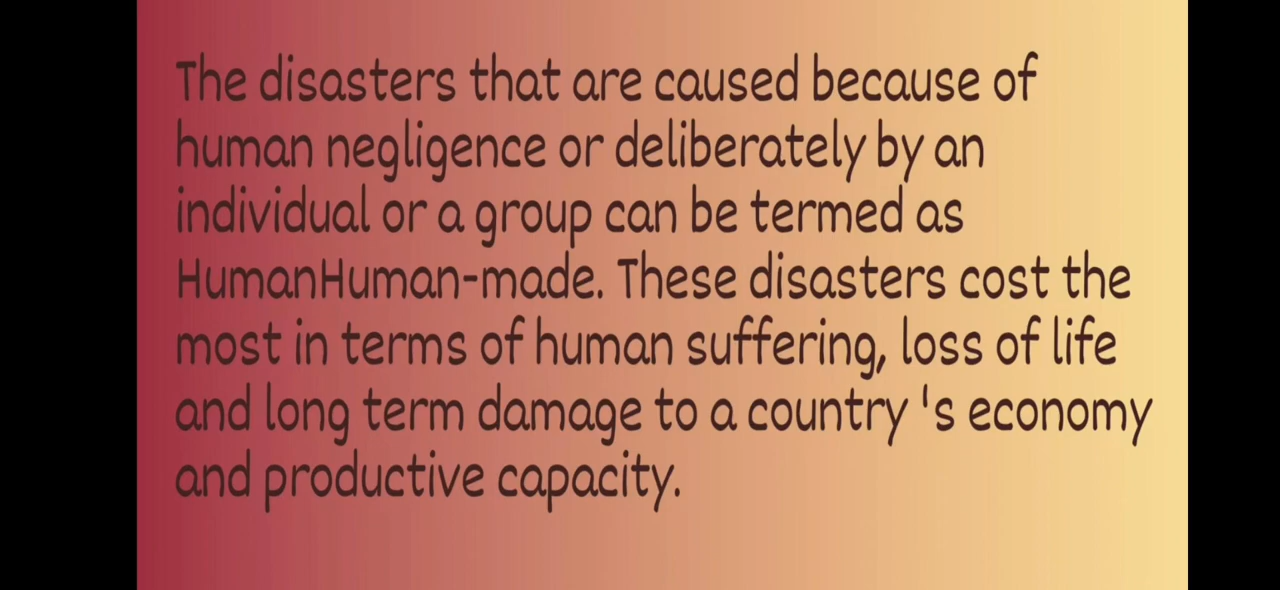 The disasters that are caused because of
human negligence or deliberately by an
individual or a group can be termed as
HumanHuman-made. These disasters cost the
most in terms of human suffering, loss of life
and long term damage to a country 's economy
and productive capacity.